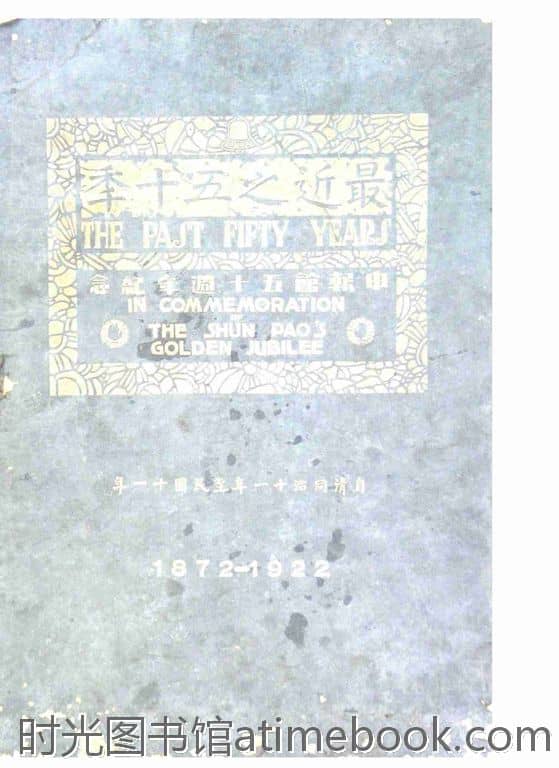 最近之五十季
THE PAST FIFTY YEARS
申報館五十週年紀念
IN COMMEMORATION
THE SHUN PAO'S
GOLDEN JUBILEE
自清同治十一年至民國十一年
1872-1922
时光图书馆atimebook.com